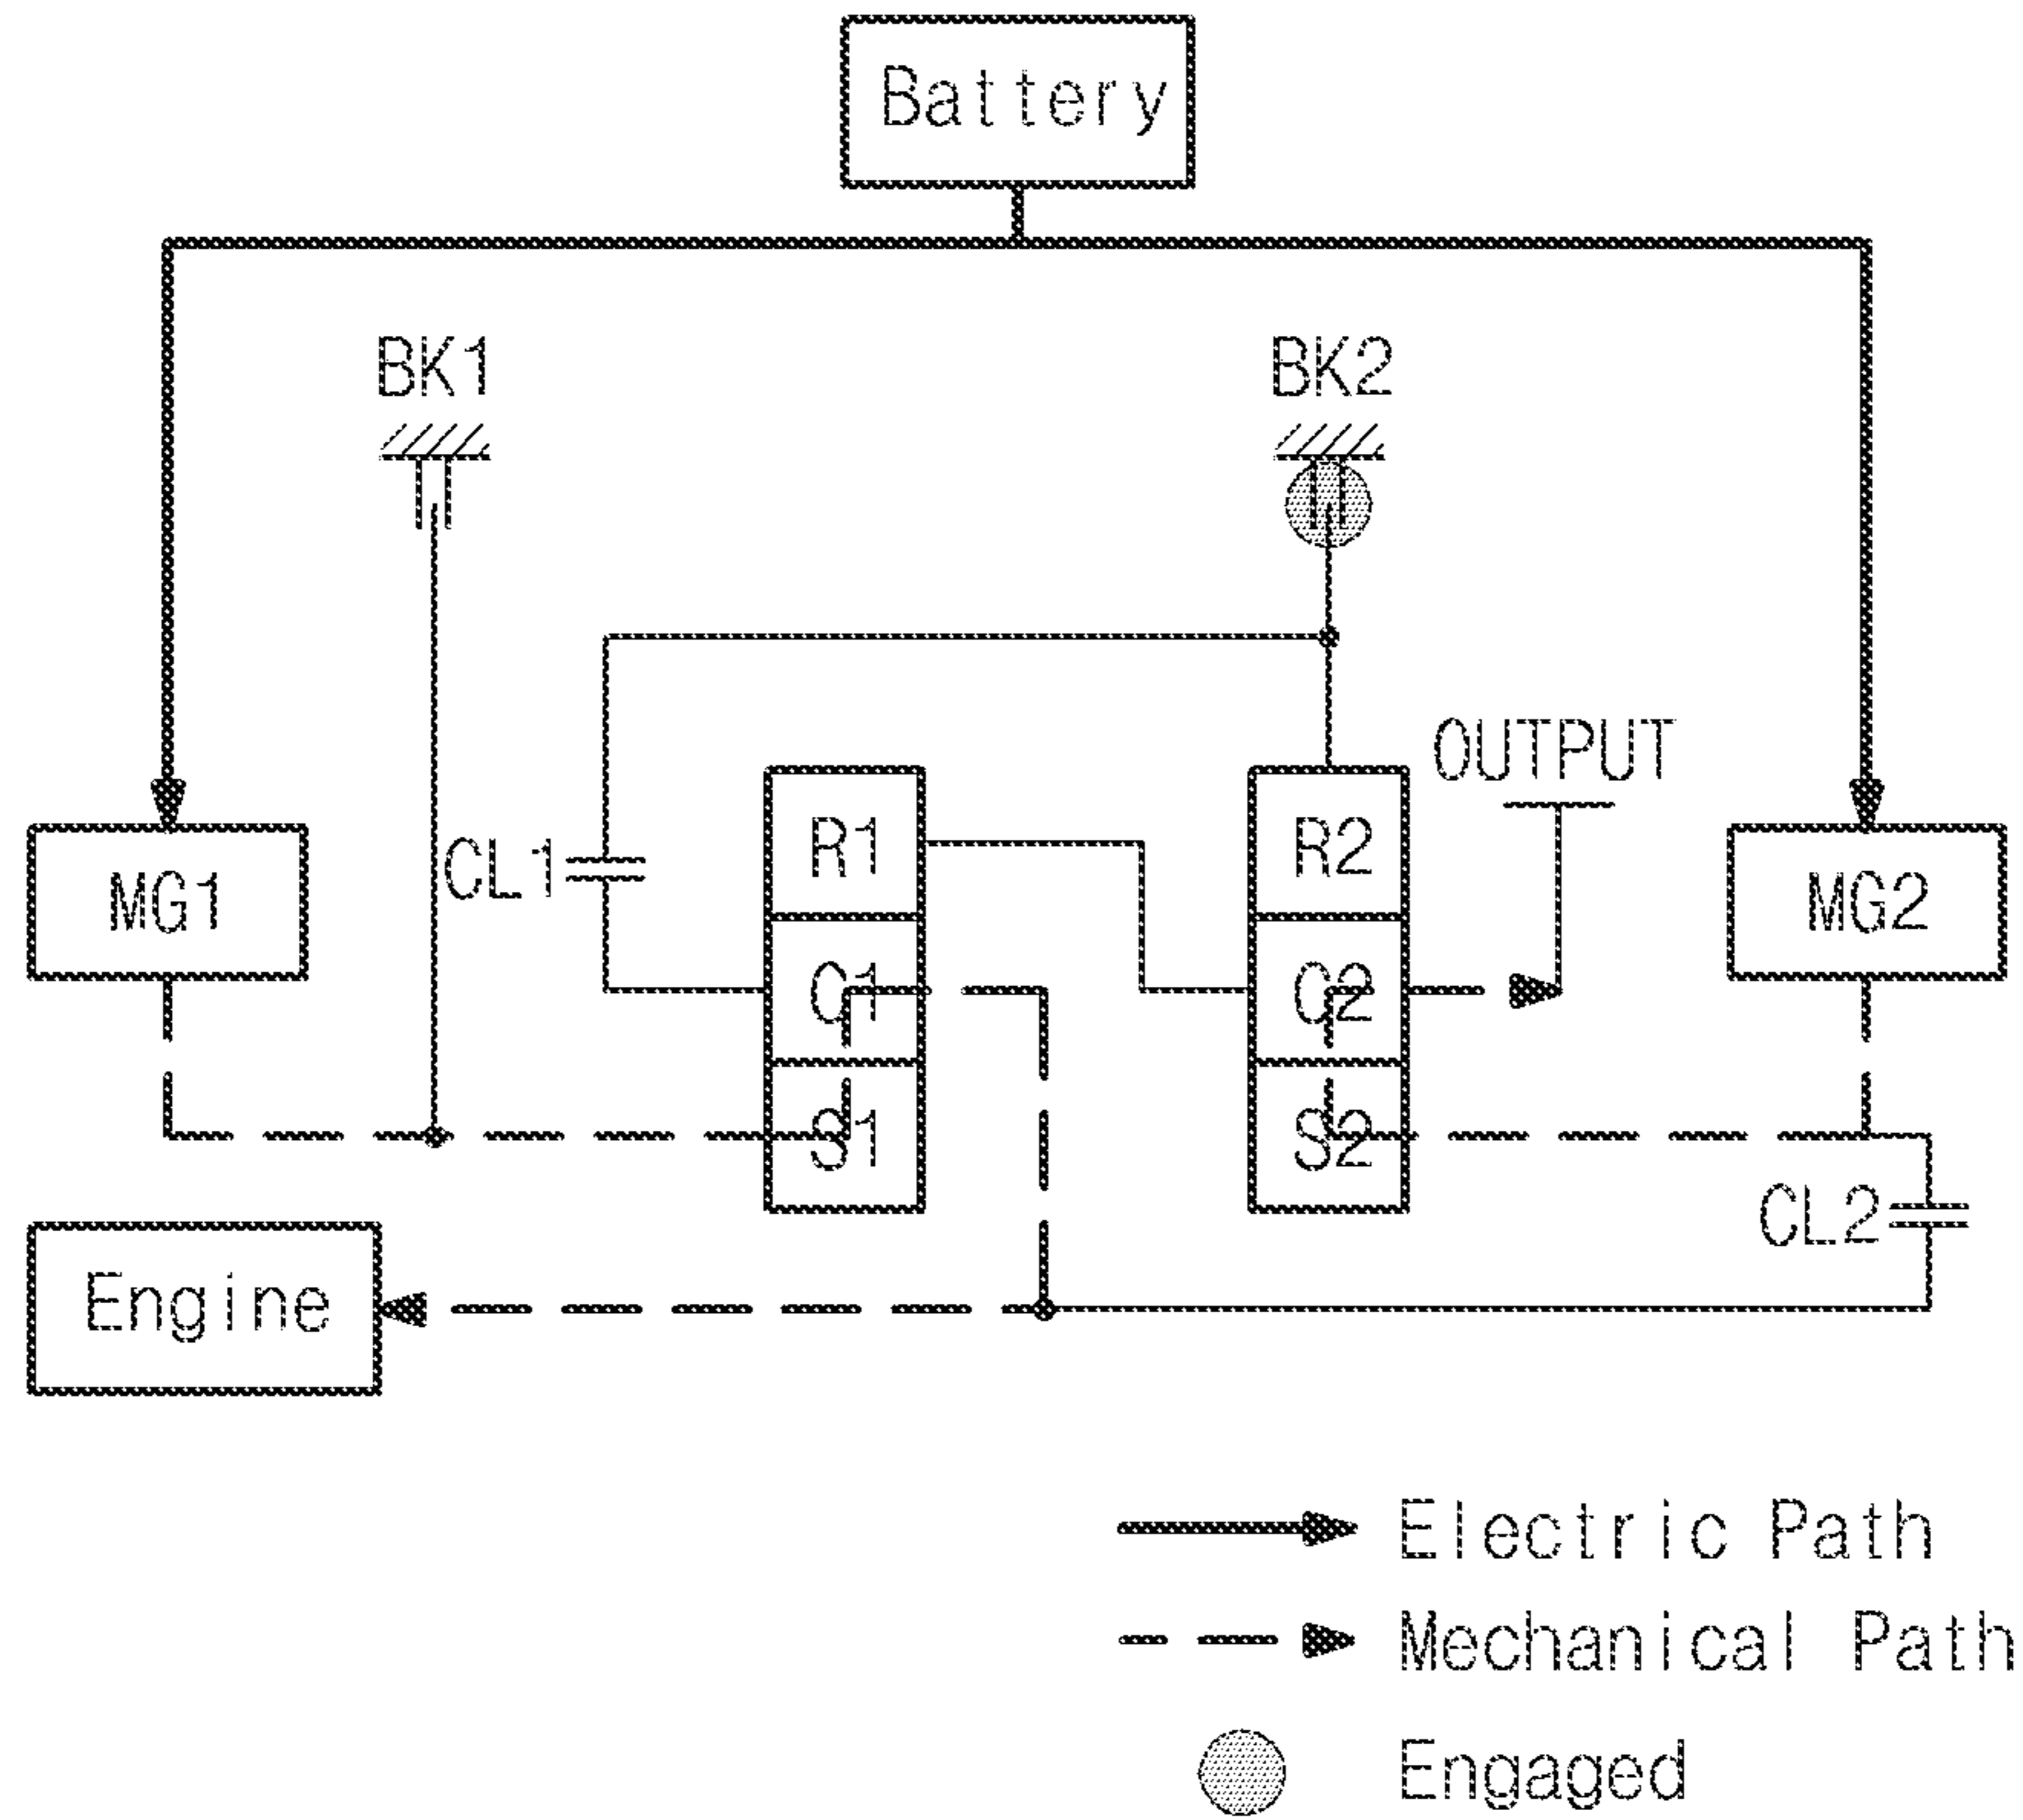 Battery
BK1 BK2
OUTPUT
MG1 CL1 R1 R2 MG2
C1 C2
S1 S2
CL2
Engine
Electric Path
Mechanical Path
Engaged